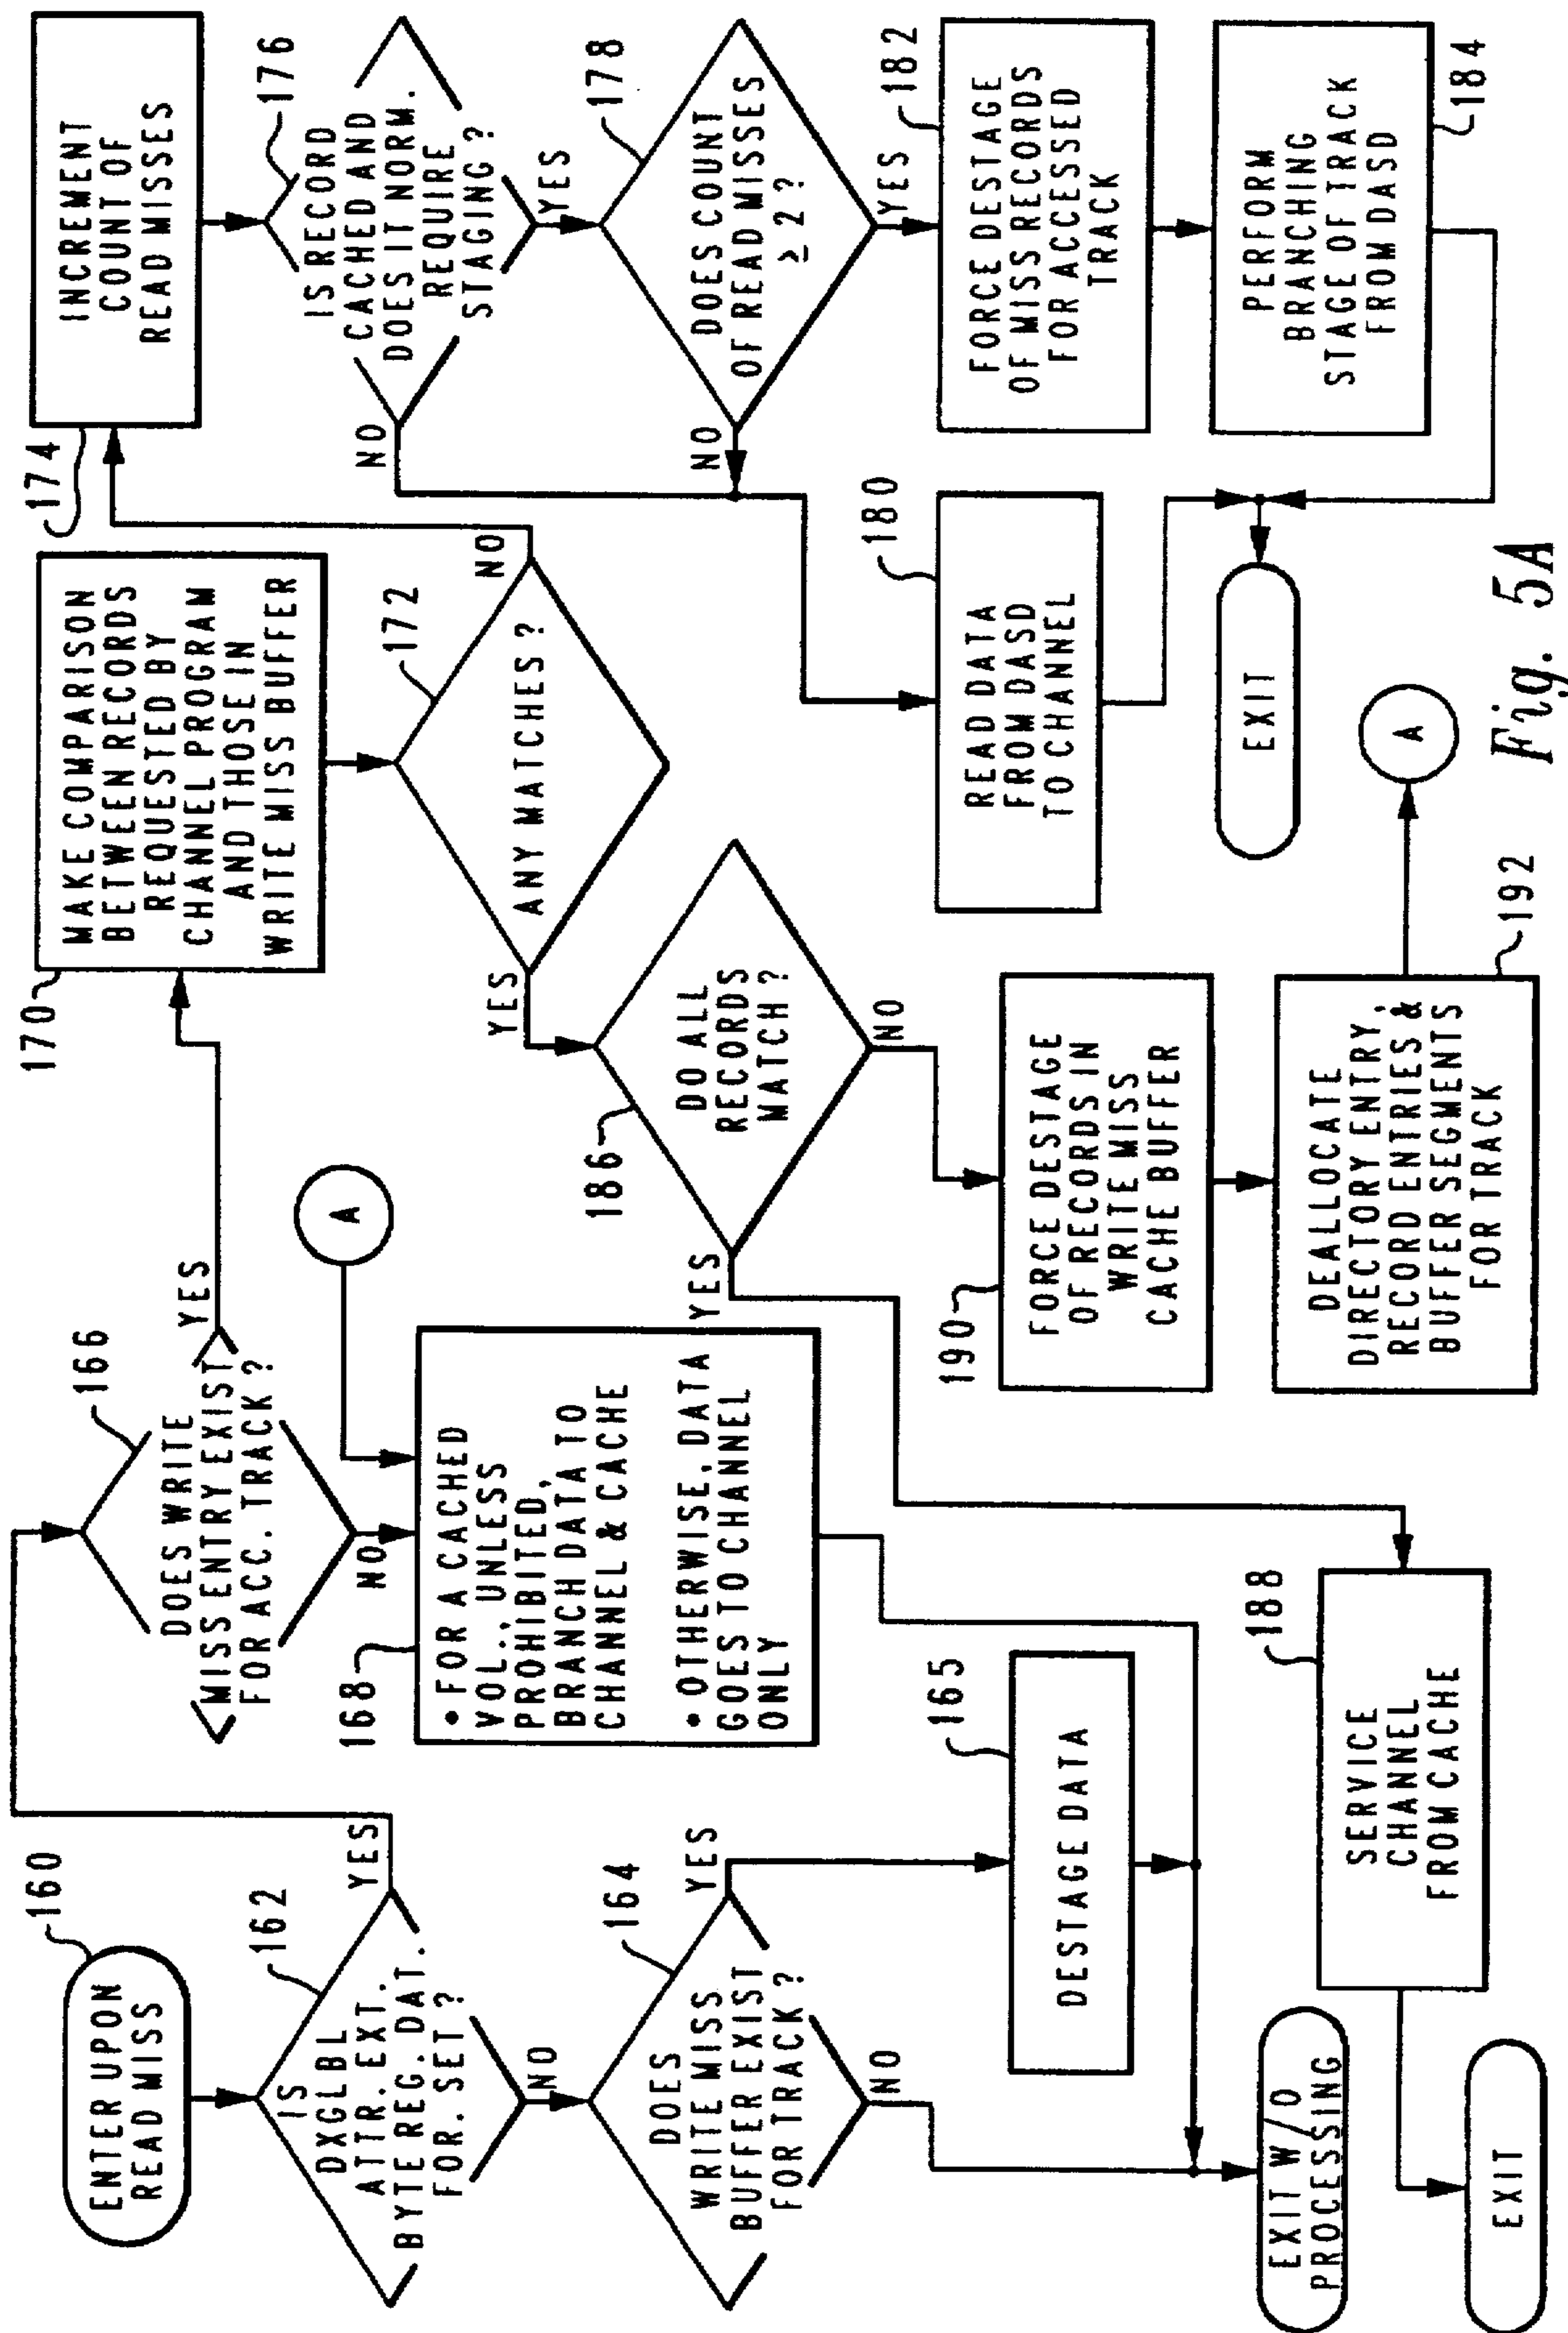 160
ENTER UPON
READ MISS
162
IS
DXGLBL
ATTR. EXT.
BYTE REG. DAT.
FOR. SET ?
YES
NO
164
DOES
WRITE MISS
BUFFER EXIST
FOR TRACK ?
YES
NO
165
DESTAGE DATA
EXIT W/O
PROCESSING
166
DOES WRITE
MISS ENTRY EXIST
FOR ACC. TRACK ?
YES
NO
A
168
• FOR A CACHED
VOL., UNLESS
PROHIBITED,
BRANCH DATA TO
CHANNEL & CACHE
• OTHERWISE, DATA
GOES TO CHANNEL
ONLY
170
MAKE COMPARISON
BETWEEN RECORDS
REQUESTED BY
CHANNEL PROGRAM
AND THOSE IN
WRITE MISS BUFFER
172
ANY MATCHES ?
YES
NO
186
DO ALL
RECORDS
MATCH ?
YES
NO
188
SERVICE
CHANNEL
FROM CACHE
EXIT
190
FORCE DESTAGE
OF RECORDS IN
WRITE MISS
CACHE BUFFER
DEALLOCATE
DIRECTORY ENTRY,
RECORD ENTRIES &
BUFFER SEGMENTS
FOR TRACK
192
A
174
INCREMENT
COUNT OF
READ MISSES
176
IS RECORD
CACHED AND
DOES IT NORM.
REQUIRE
STAGING ?
NO
YES
178
DOES COUNT
OF READ MISSES
≥ 2 ?
NO
YES
180
READ DATA
FROM DASD
TO CHANNEL
182
FORCE DESTAGE
OF MISS RECORDS
FOR ACCESSED
TRACK
PERFORM
BRANCHING
STAGE OF TRACK
FROM DASD
184
EXIT
Fig. 5A